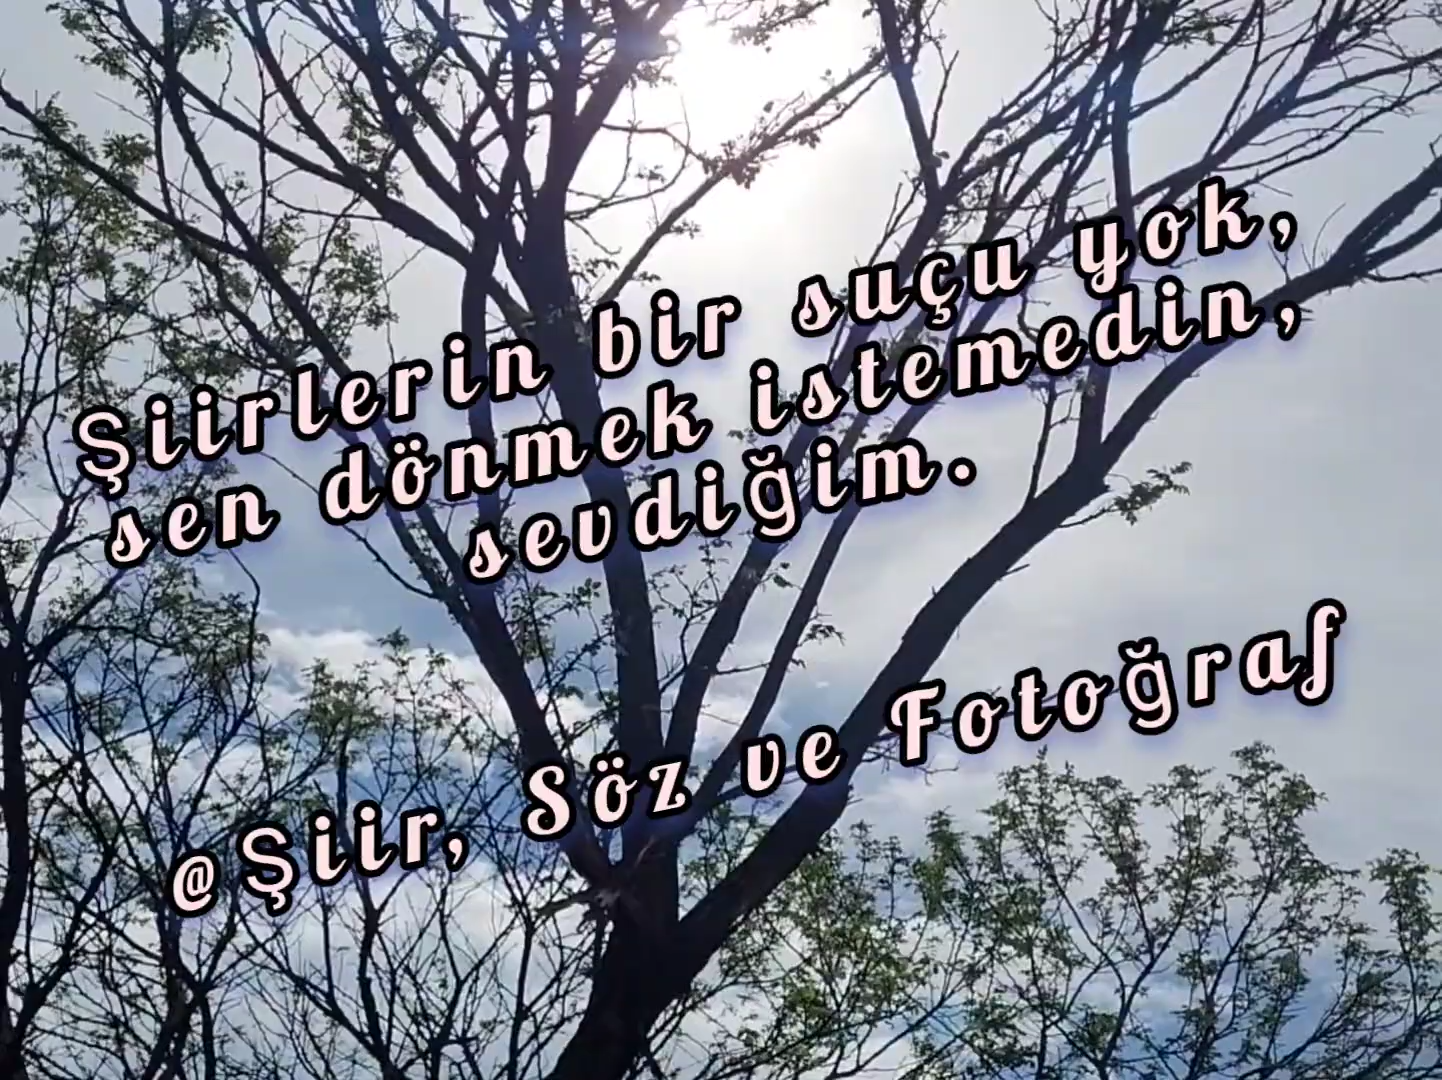 Şiirlerin bir suçu yok,
sen dönmek istemedin,
sevdiğim.
@Şiir, Söz ve Fotoğraf